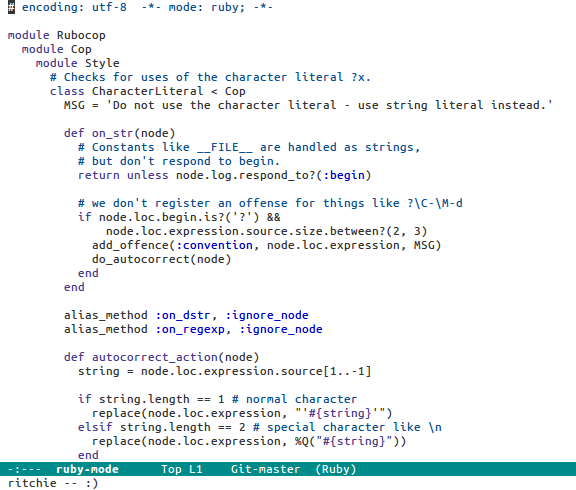 # encoding: utf-8  -*- mode: ruby; -*-

module Rubocop
  module Cop
    module Style
      # Checks for uses of the character literal ?x.
      class CharacterLiteral < Cop
        MSG = 'Do not use the character literal - use string literal instead.'

        def on_str(node)
          # Constants like __FILE__ are handled as strings,
          # but don't respond to begin.
          return unless node.log.respond_to?(:begin)

          # we don't register an offense for things like ?\C-\M-d
          if node.loc.begin.is?('?') &&
              node.loc.expression.source.size.between?(2, 3)
            add_offence(:convention, node.loc.expression, MSG)
            do_autocorrect(node)
          end
        end

        alias_method :on_dstr, :ignore_node
        alias_method :on_regexp, :ignore_node

        def autocorrect_action(node)
          string = node.loc.expression.source[1..-1]

          if string.length == 1 # normal character
            replace(node.loc.expression, "'#{string}'")
          elsif string.length == 2 # special character like \n
            replace(node.loc.expression, %Q("#{string}"))
          end
-:---  ruby-mode      Top L1    Git-master  (Ruby)
ritchie -- :)